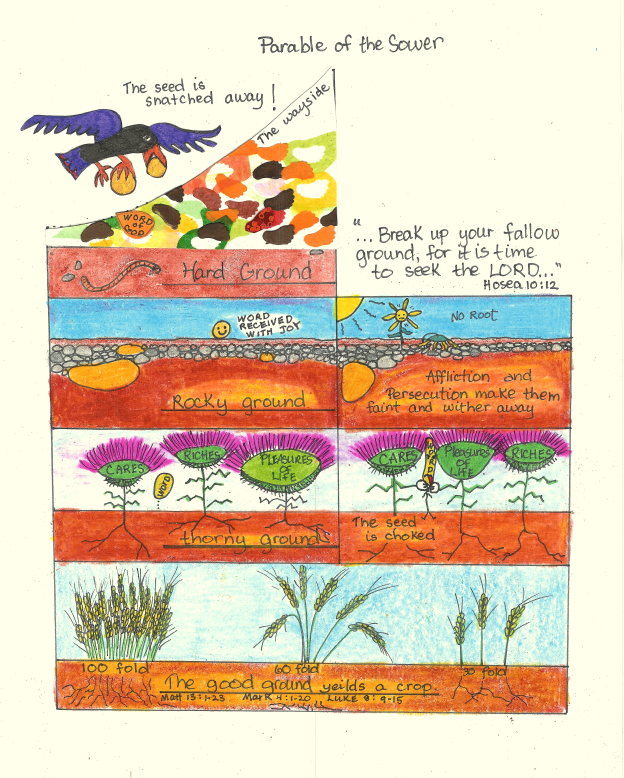 Parable of the Sower
The seed is
snatched away!
The wayside
WORD
OF
GOD
"
... Break up your fallow
ground, for it is time
to seek the LORD..."
Hosea 10:12
Hard Ground
WORD
RECEIVED
WITH JOY
NO ROOT
Rocky ground
Affliction and
Persecution make them
faint and wither away
CARES
WORD
RICHES
PLEASURES
OF
LIFE
CARES
WORD
Pleasures
OF
LIFE
RICHES
thorny ground
The seed
is choked
100 fold
60 fold
30 fold
The good ground yeilds a crop
Matt 13:1-23 Mark 4:1-20 LUKE 8:9-15